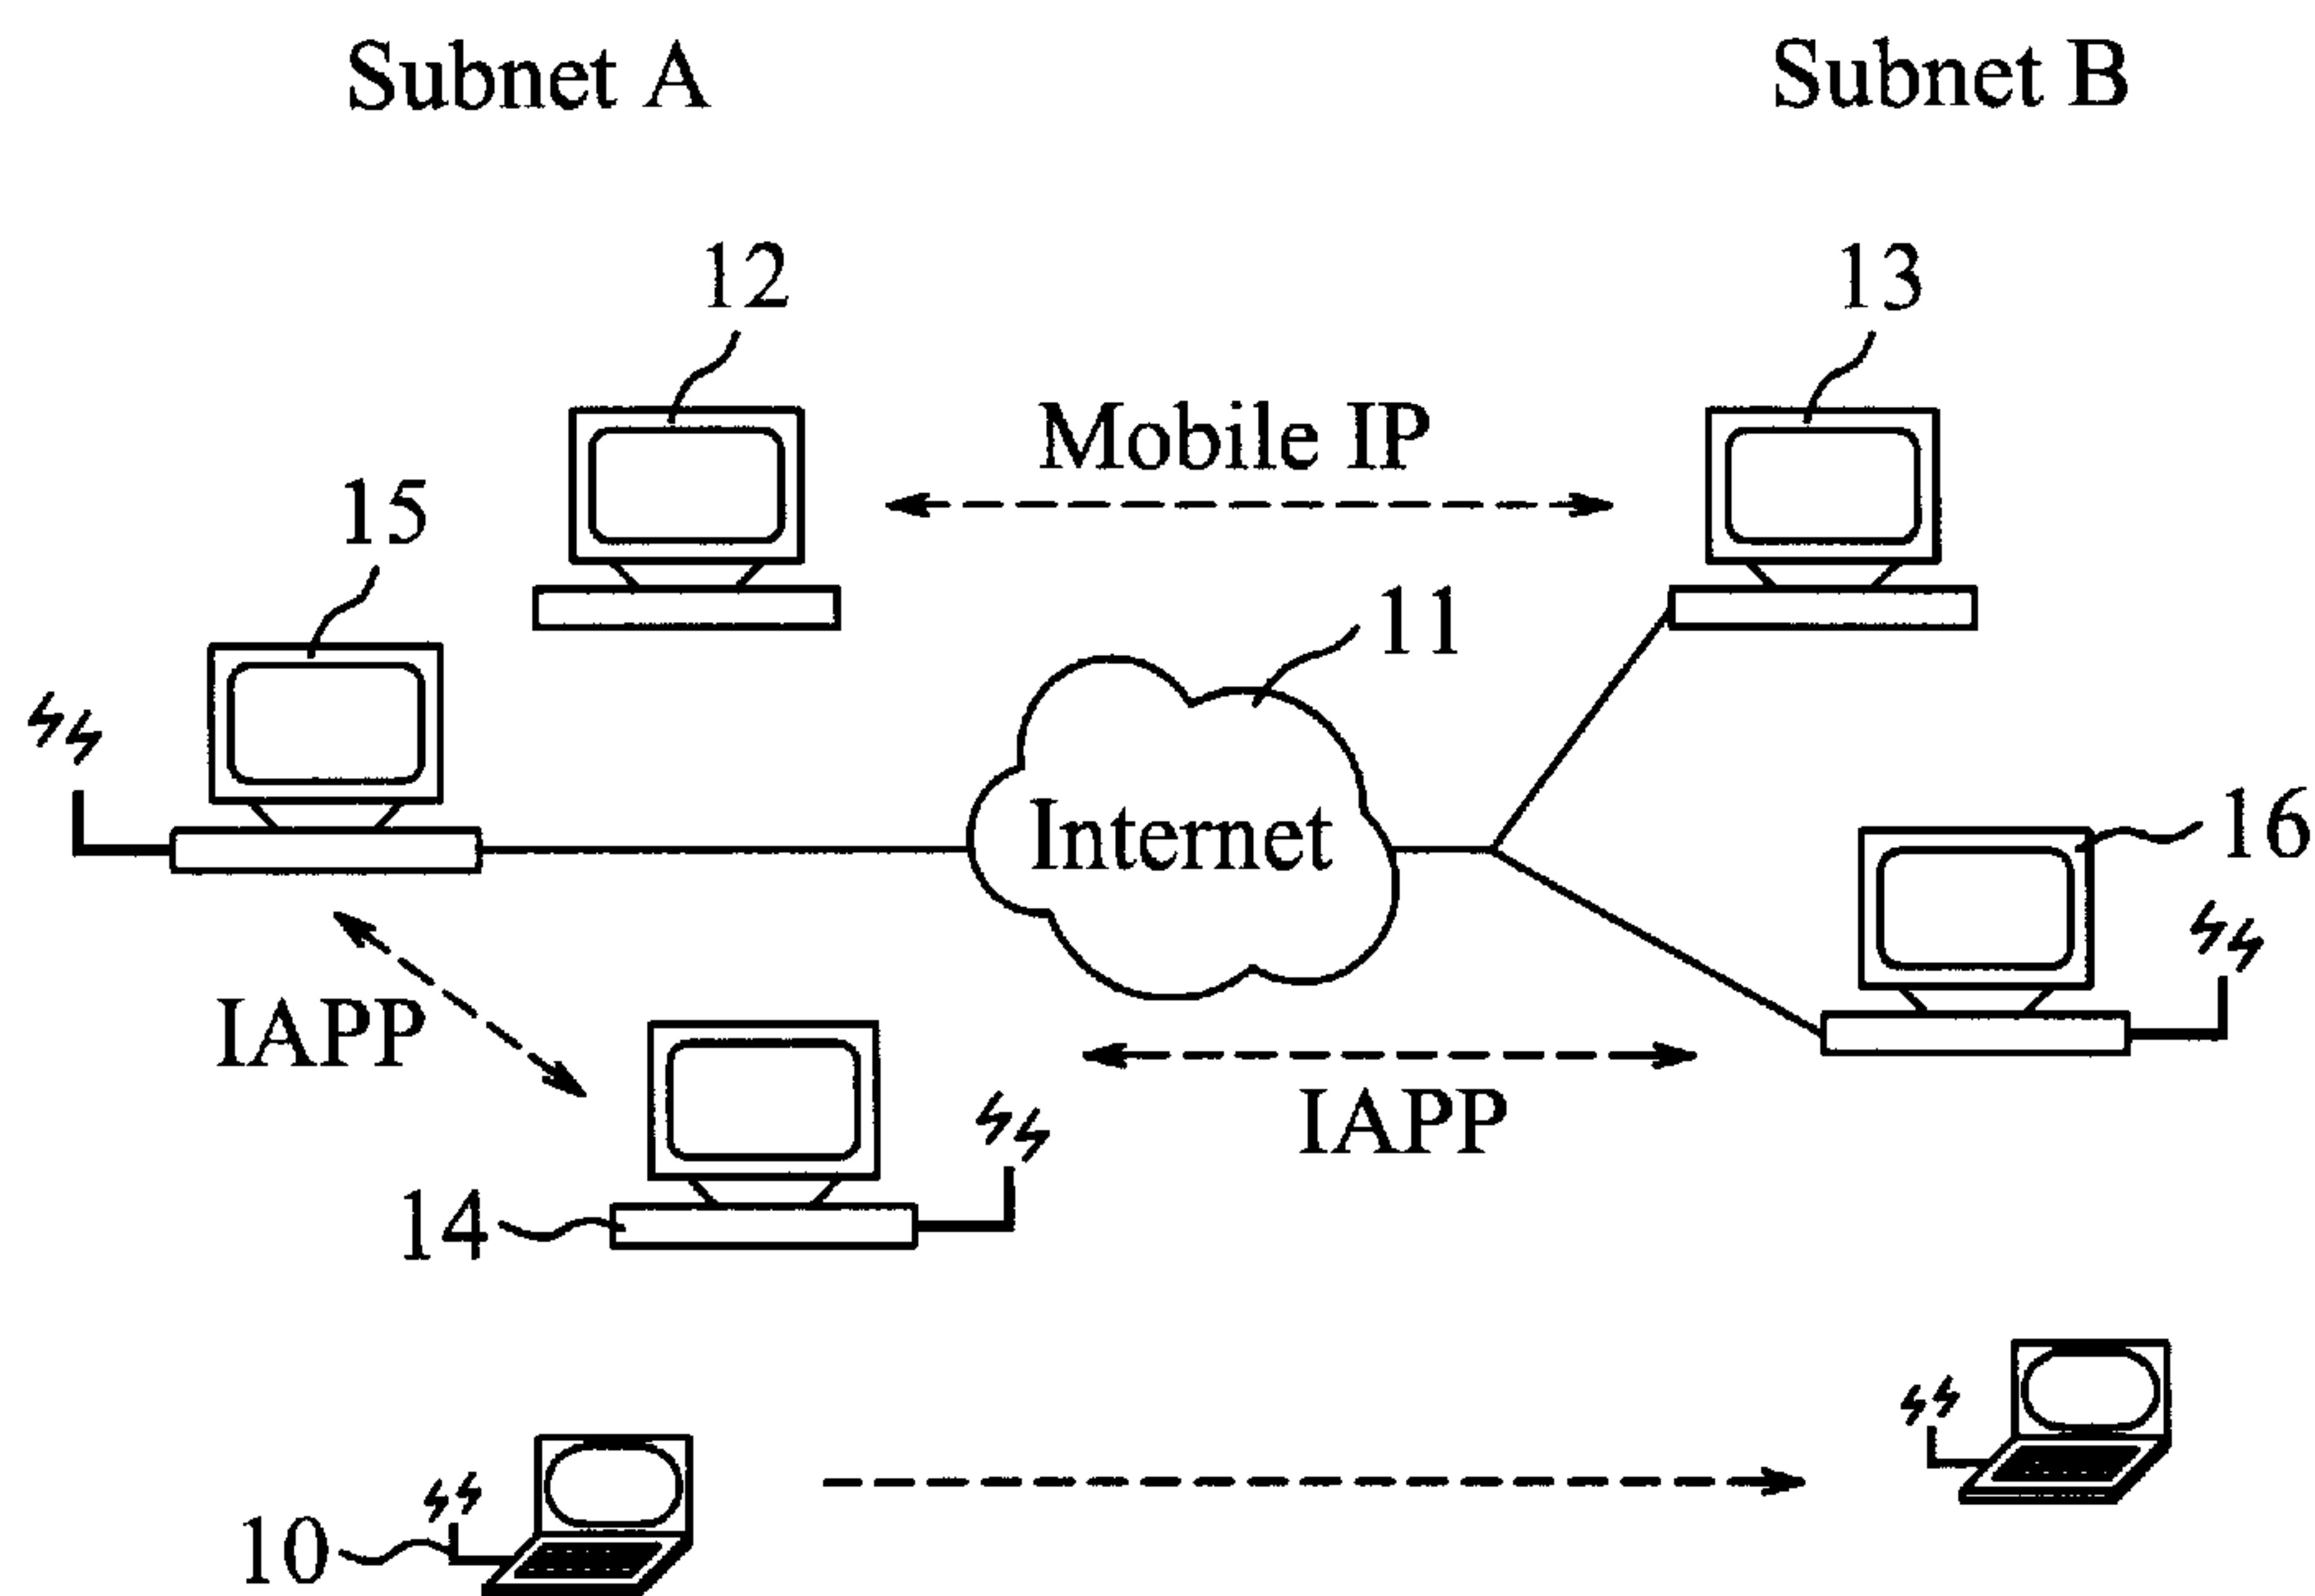 Subnet A
Subnet B
12
13
Mobile IP
15
11
Internet
16
IAPP
IAPP
14
10